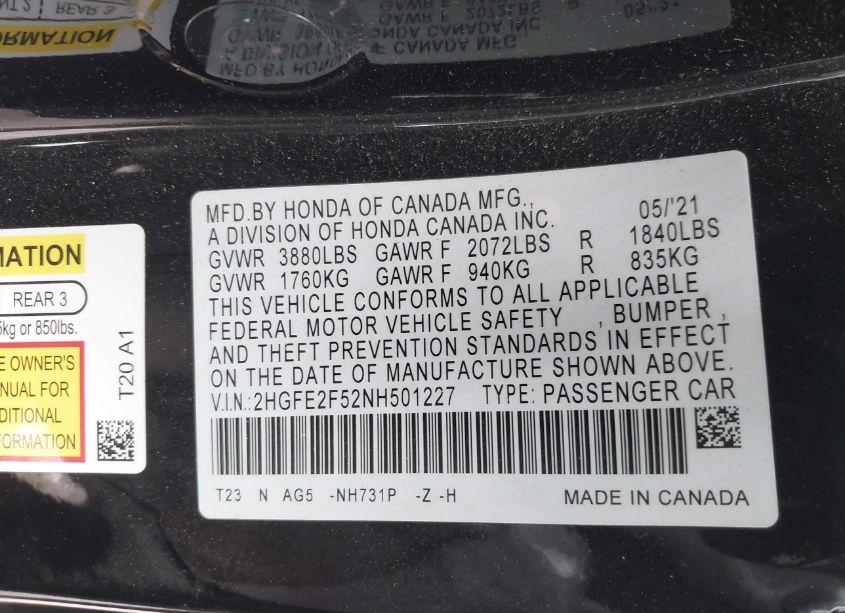 MFD.BY HONDA OF CANADA MFG., 05/'21
A DIVISION OF HONDA CANADA INC.
GVWR 3880LBS GAWR F 2072LBS R 1840LBS
GVWR 1760KG GAWR F 940KG R 835KG
THIS VEHICLE CONFORMS TO ALL APPLICABLE
FEDERAL MOTOR VEHICLE SAFETY , BUMPER ,
AND THEFT PREVENTION STANDARDS IN EFFECT
ON THE DATE OF MANUFACTURE SHOWN ABOVE.
V.I.N.:2HGFE2F52NH501227 TYPE: PASSENGER CAR
T23 N AG5 -NH731P -Z -H MADE IN CANADA
MATION
REAR 3
5kg or 850lbs.
E OWNER'S
ANUAL FOR
DDITIONAL
FORMATION
T20 A1